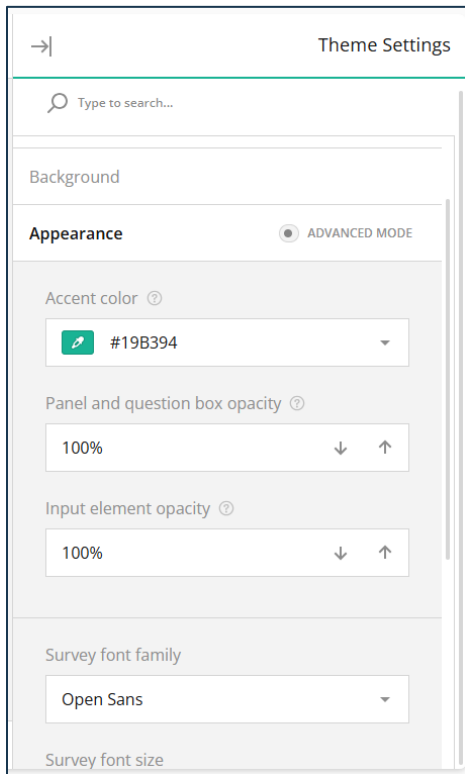 Theme Settings
Type to search...
Background
Appearance ADVANCED MODE
Accent color
#19B394
Panel and question box opacity
100%
Input element opacity
100%
Survey font family
Open Sans
Survey font size